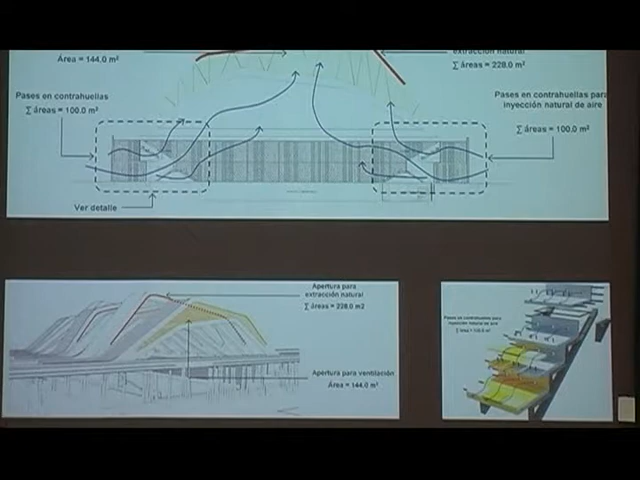 Área = 144.0 m²
extracción natural
∑ áreas = 228.0 m²
Pases en contrahuellas
∑ áreas = 100.0 m²
Pases en contrahuellas para
inyección natural de aire
∑ áreas = 100.0 m²
Ver detalle
Apertura para
extracción natural
∑ áreas = 228.0 m2
Apertura para ventilación
Área = 144.0 m²
Pases en contrahuellas para
inyección natural de aire
∑ áreas = 100.0 m²